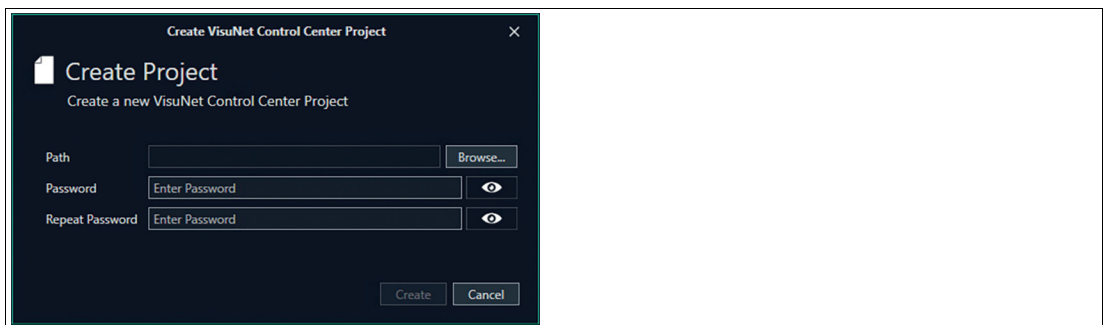 Create VisuNet Control Center Project
Create Project
Create a new VisuNet Control Center Project
Path Browse...
Password Enter Password
Repeat Password Enter Password
Create Cancel